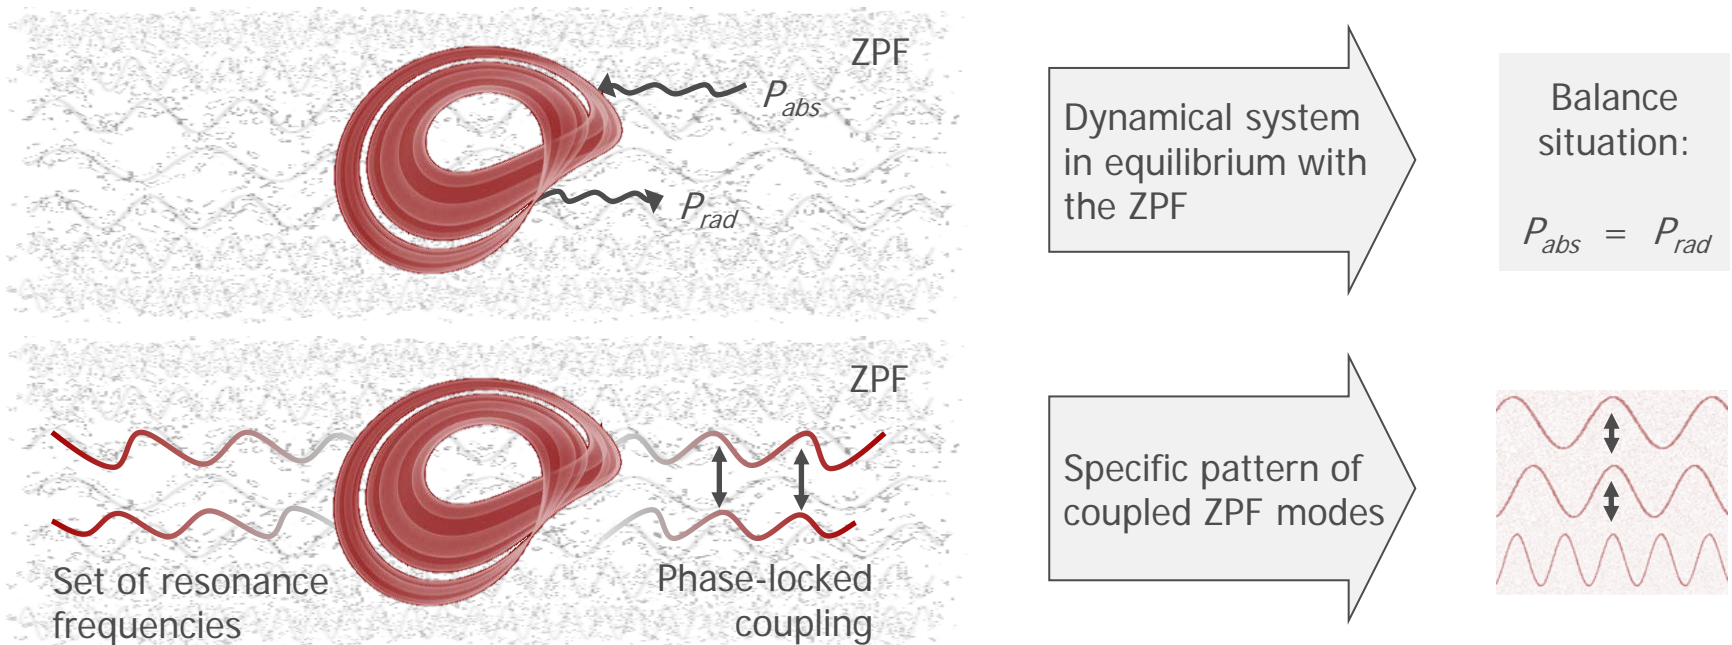 ZPF
P_abs
P_rad
Dynamical system
in equilibrium with
the ZPF
Balance
situation:
P_abs = P_rad
ZPF
Set of resonance
frequencies
Phase-locked
coupling
Specific pattern of
coupled ZPF modes